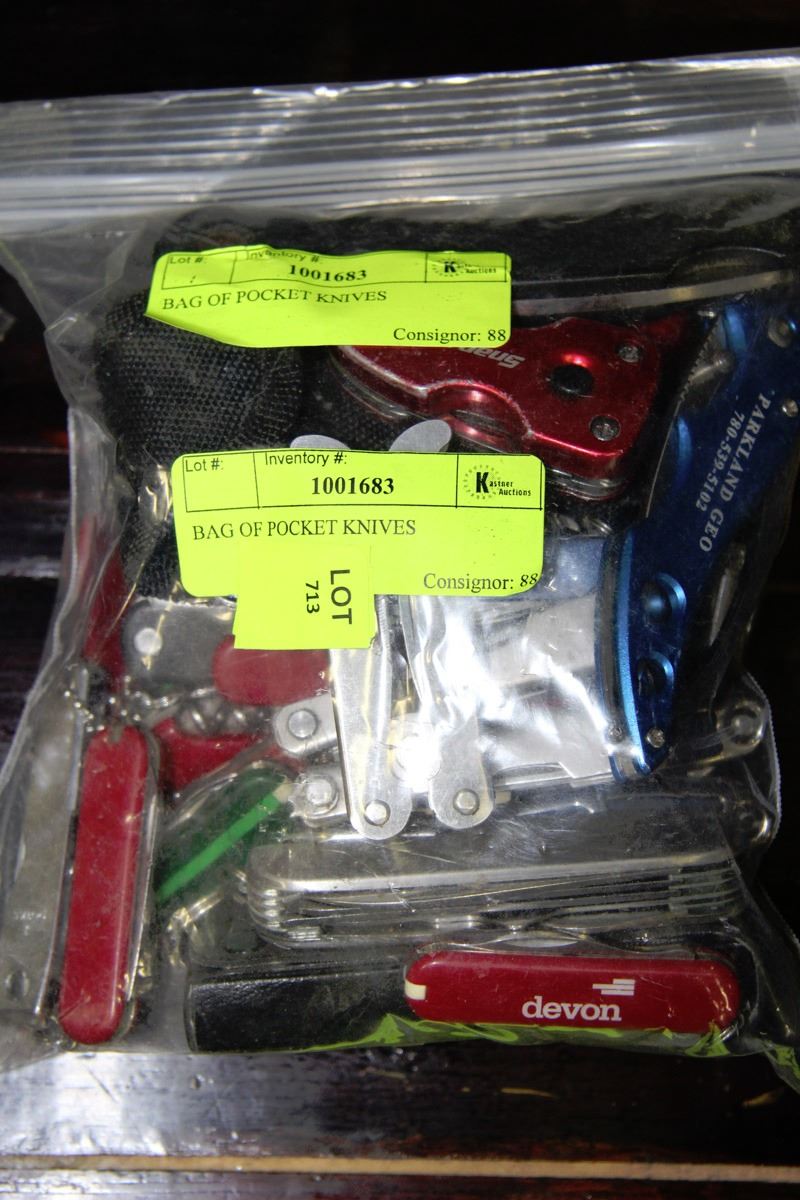 Lot #: Inventory #:
1001683
Kastner Auctions
BAG OF POCKET KNIVES
Consignor: 88
Lot #: Inventory #:
1001683
Kastner
Auctions
BAG OF POCKET KNIVES
Consignor: 88
LOT
713
PARKLAND GEO
780-539-5102
devon